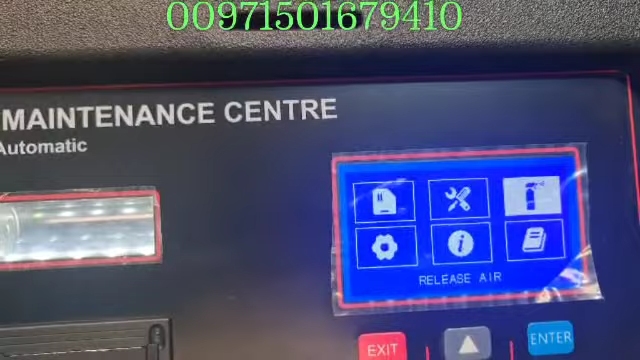 00971501679410
MAINTENANCE CENTRE
Automatic
RELEASE AIR
EXIT
ENTER